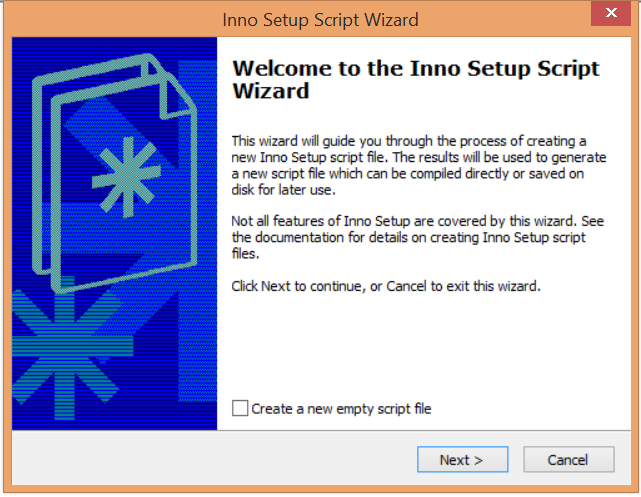 Inno Setup Script Wizard
Welcome to the Inno Setup Script
Wizard
This wizard will guide you through the process of creating a
new Inno Setup script file. The results will be used to generate
a new script file which can be compiled directly or saved on
disk for later use.
Not all features of Inno Setup are covered by this wizard. See
the documentation for details on creating Inno Setup script
files.
Click Next to continue, or Cancel to exit this wizard.
Create a new empty script file
Next >
Cancel